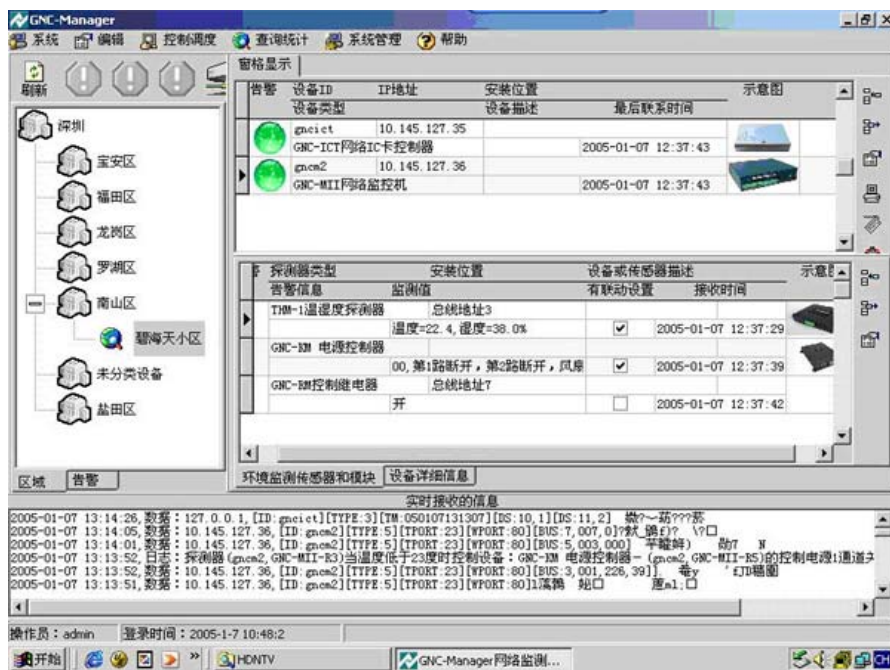 GNC-Manager
系统 编辑 控制调度 查询统计 系统管理 帮助
刷新
窗格显示
告警 设备ID IP地址 安装位置 示意图
设备类型 设备描述 最后联系时间
gncict 10.145.127.35
GNC-ICT网络IC卡控制器 2005-01-07 12:37:43
gncm2 10.145.127.36
GNC-MII网络监控机 2005-01-07 12:37:43
深圳
宝安区
福田区
龙岗区
罗湖区
南山区
碧海天小区
未分类设备
盐田区
区域 告警
探测器类型 安装位置 设备或传感器描述 示意
告警信息 监测值 有联动设置 接收时间
THM-1温湿度探测器 总线地址3
温度=22.4,湿度=38.0% 2005-01-07 12:37:29
GNC-KM 电源控制器
00,第1路断开,第2路断开,风扇 2005-01-07 12:37:39
GNC-RM控制继电器 总线地址7
开 2005-01-07 12:37:42
环境监测传感器和模块 设备详细信息
实时接收的信息
2005-01-07 13:14:26,数据:127.0.0.1,[ID:gncict][TYPE:3][TM:050107131307][DS:10,1][DS:11,2]
2005-01-07 13:14:05,数据:10.145.127.36,[ID:gncm2][TYPE:5][TPORT:23][WPORT:80][BUS:7,007,0]
2005-01-07 13:14:01,数据:10.145.127.36,[ID:gncm2][TYPE:5][TPORT:23][WPORT:80][BUS:5,003,000]
2005-01-07 13:13:52,日志:探测器(gncm2,GNC-MII-R3)当温度低于23度时控制设备:GNC-KM 电源控制器-(gncm2,GNC-MII-R5)的控制电源1通道关
2005-01-07 13:13:52,数据:10.145.127.36,[ID:gncm2][TYPE:5][TPORT:23][WPORT:80][BUS:3,001,226,39]
2005-01-07 13:13:51,数据:10.145.127.36,[ID:gncm2][TYPE:5][TPORT:23][WPORT:80]
操作员:admin 登录时间:2005-1-7 10:48:2
开始 HDNTV GNC-Manager网络监测... CH